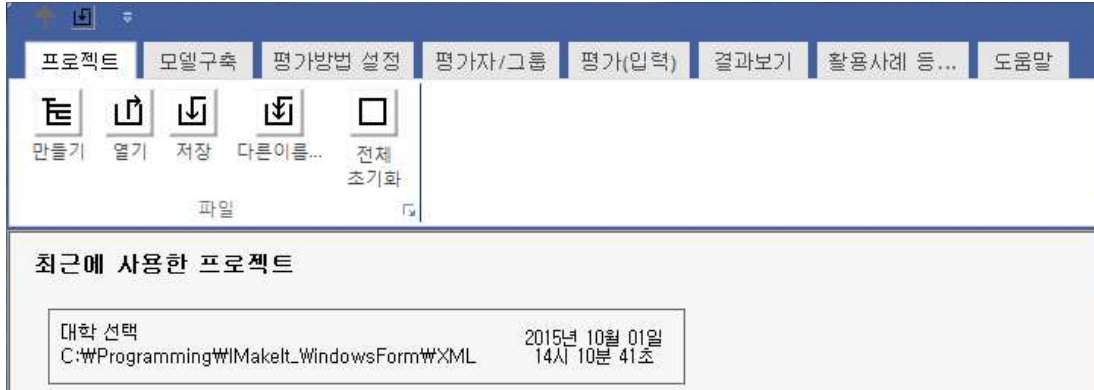 프로젝트 모델구축 평가방법 설정 평가자/그룹 평가(입력) 결과보기 활용사례 등... 도움말
만들기 열기 저장 다른이름... 전체
초기화
파일
최근에 사용한 프로젝트
대학 선택 2015년 10월 01일
C:₩Programming₩IMakeIt_WindowsForm₩XML 14시 10분 41초